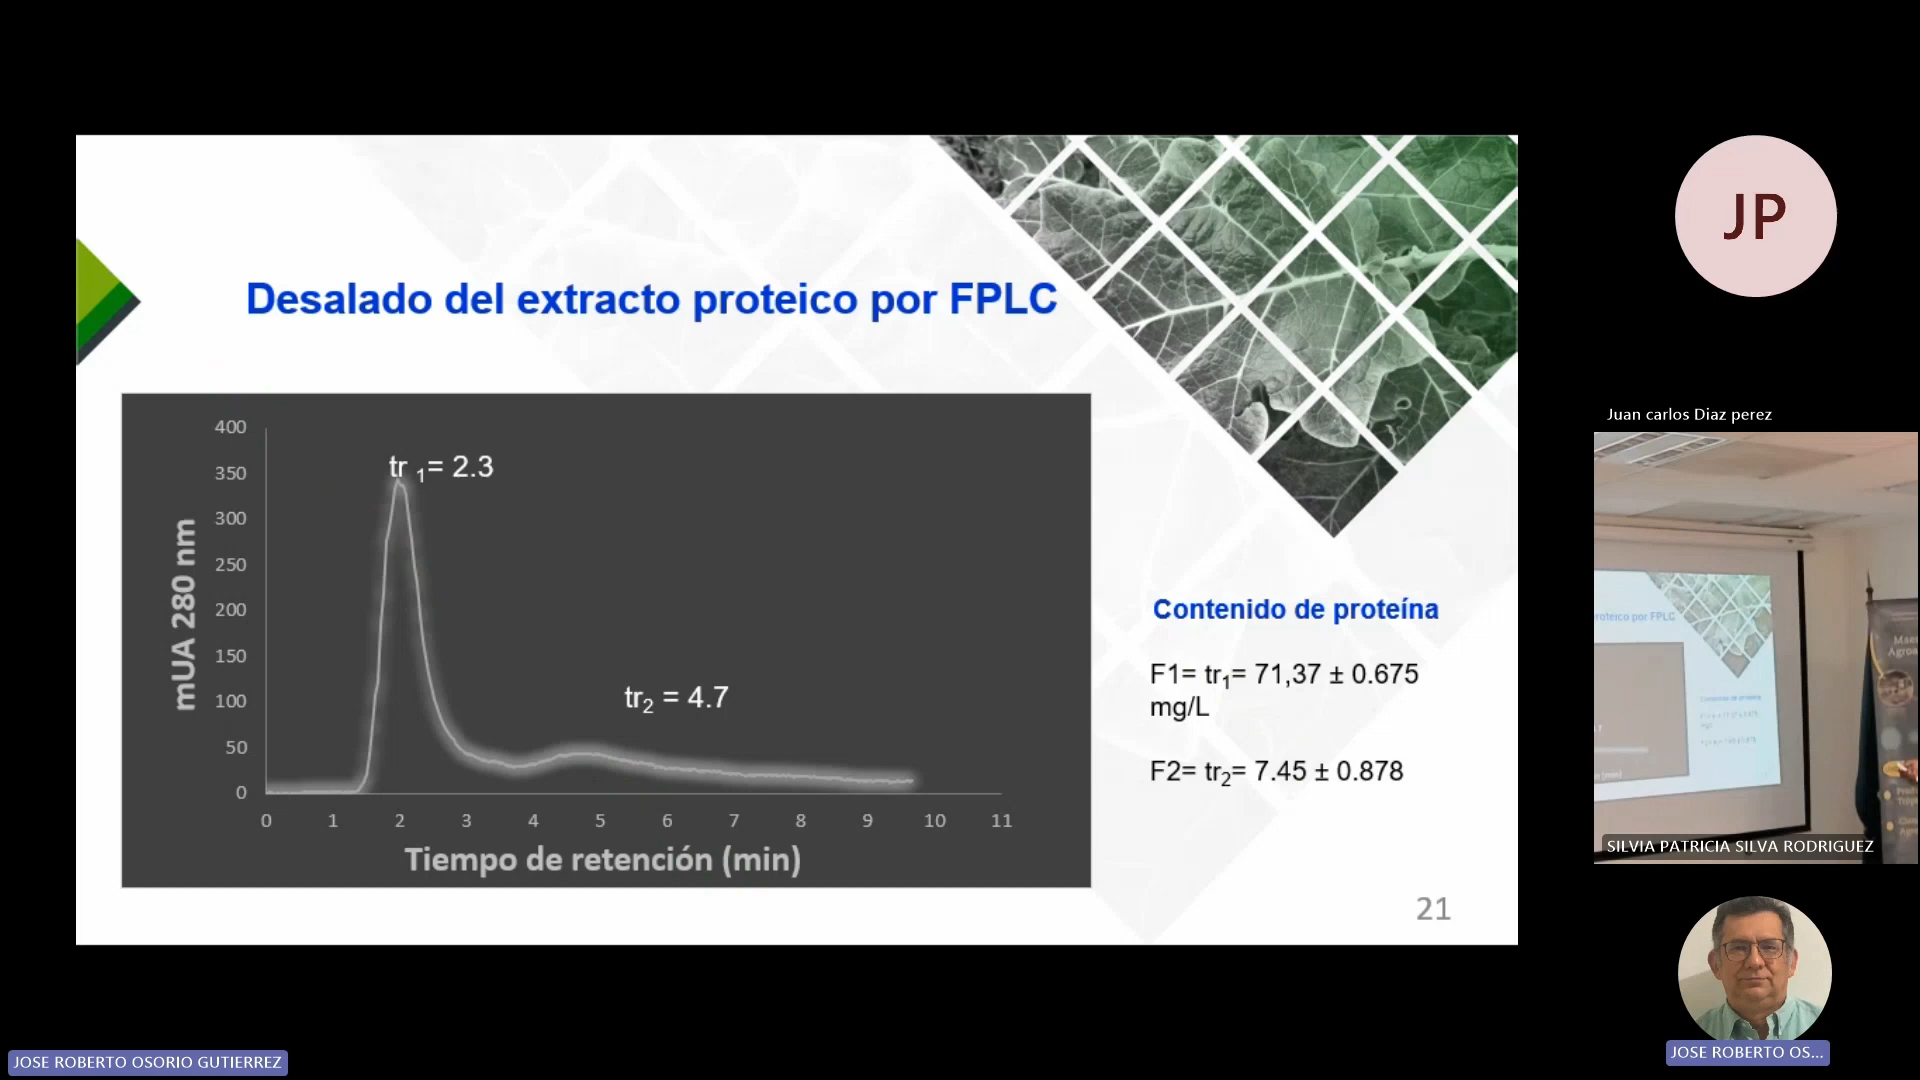 Desalado del extracto proteico por FPLC
400
350
300
250
200
150
100
50
0
mUA 280 nm
tr 1= 2.3
tr2 = 4.7
0 1 2 3 4 5 6 7 8 9 10 11
Tiempo de retención (min)
Contenido de proteína
F1= tr1= 71,37 ± 0.675
mg/L
F2= tr2= 7.45 ± 0.878
21
JP
Juan carlos Diaz perez
proteico por FPLC
SILVIA PATRICIA SILVA RODRIGUEZ
JOSE ROBERTO OS...
JOSE ROBERTO OSORIO GUTIERREZ